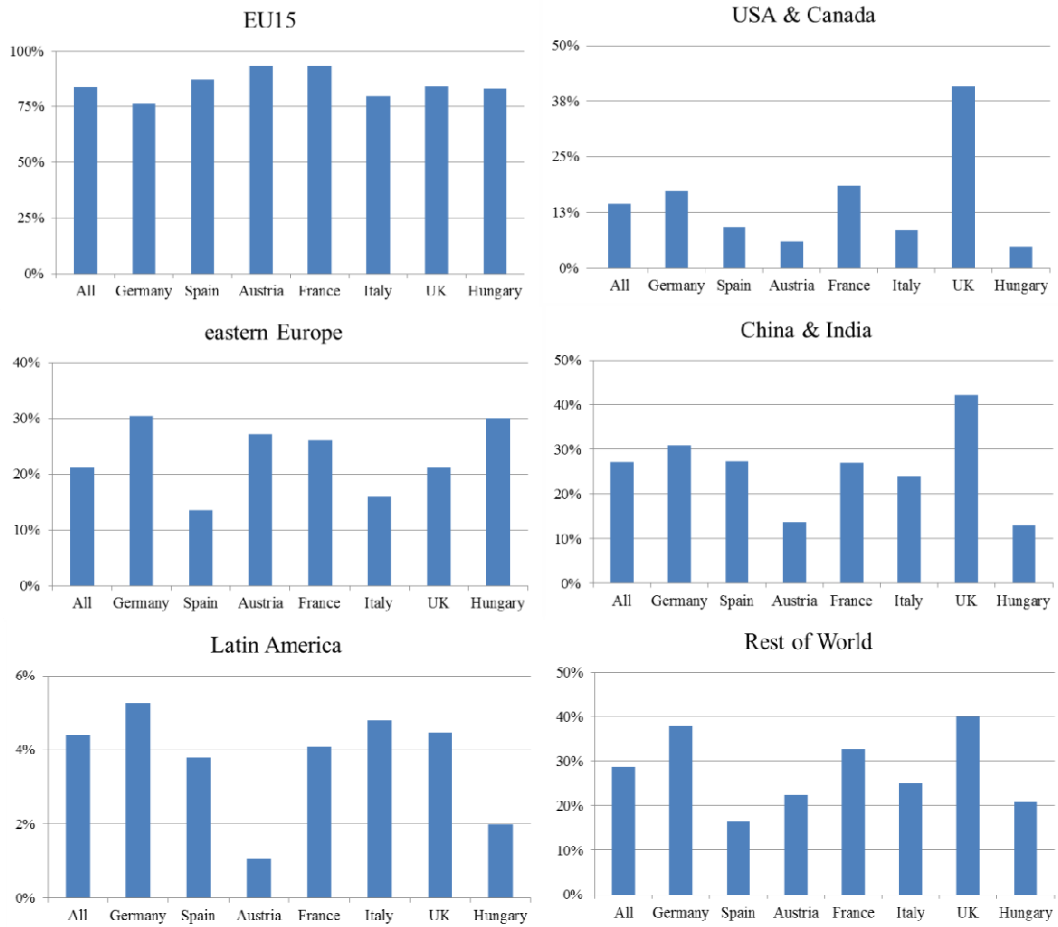 EU15
100%
75%
50%
25%
0%
All Germany Spain Austria France Italy UK Hungary
USA & Canada
50%
38%
25%
13%
0%
All Germany Spain Austria France Italy UK Hungary
eastern Europe
40%
30%
20%
10%
0%
All Germany Spain Austria France Italy UK Hungary
China & India
50%
40%
30%
20%
10%
0%
All Germany Spain Austria France Italy UK Hungary
Latin America
6%
4%
2%
0%
All Germany Spain Austria France Italy UK Hungary
Rest of World
50%
40%
30%
20%
10%
0%
All Germany Spain Austria France Italy UK Hungary